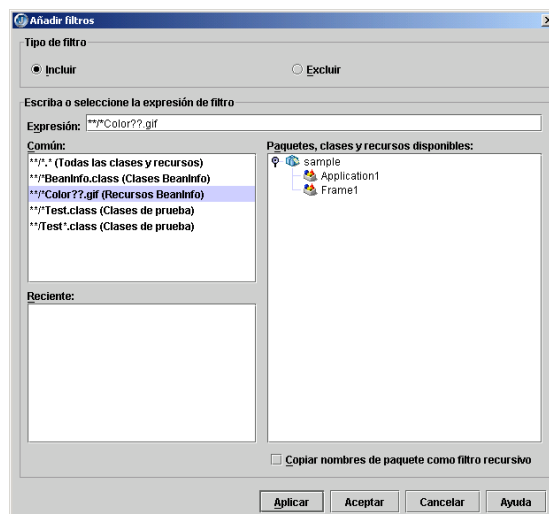 Añadir filtros
Tipo de filtro
Incluir
Excluir
Escriba o seleccione la expresión de filtro
Expresión: **/*Color??.gif
Común:
**/*.* (Todas las clases y recursos)
**/*BeanInfo.class (Clases BeanInfo)
**/*Color??.gif (Recursos BeanInfo)
**/*Test.class (Clases de prueba)
**/Test*.class (Clases de prueba)
Reciente:
Paquetes, clases y recursos disponibles:
sample
Application1
Frame1
Copiar nombres de paquete como filtro recursivo
Aplicar
Aceptar
Cancelar
Ayuda